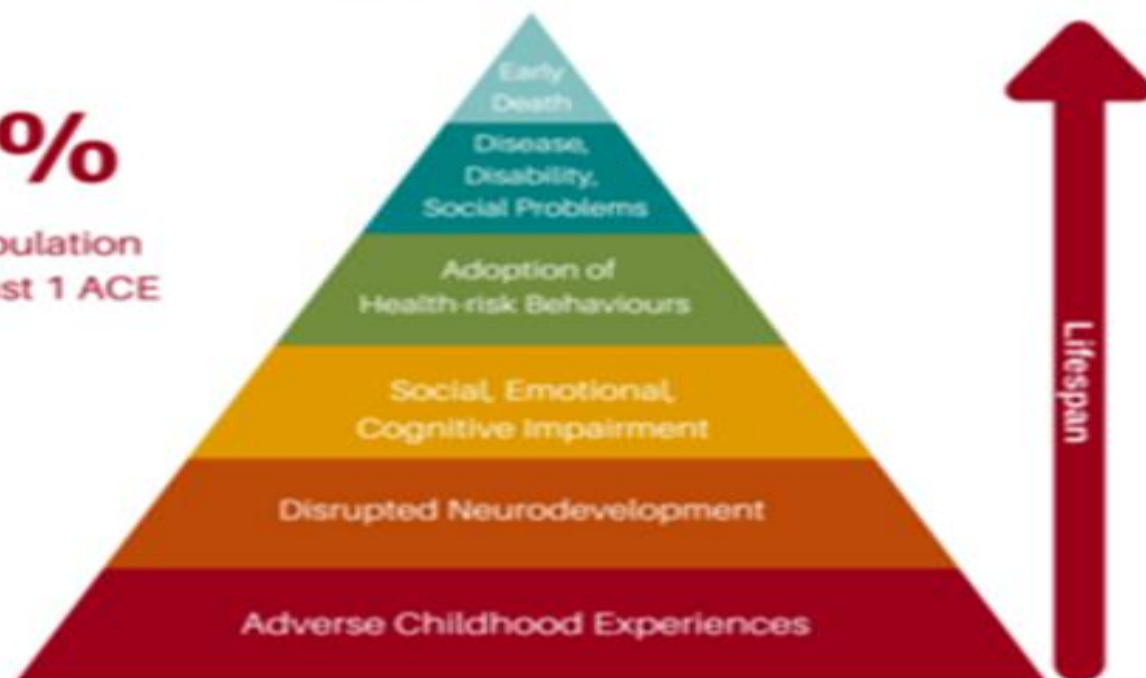 %
st 1 ACE
Early
Death
Disease,
Disability,
Social Problems
Adoption of
Health-risk Behaviours
Social, Emotional,
Cognitive Impairment
Disrupted Neurodevelopment
Adverse Childhood Experiences
Lifespan